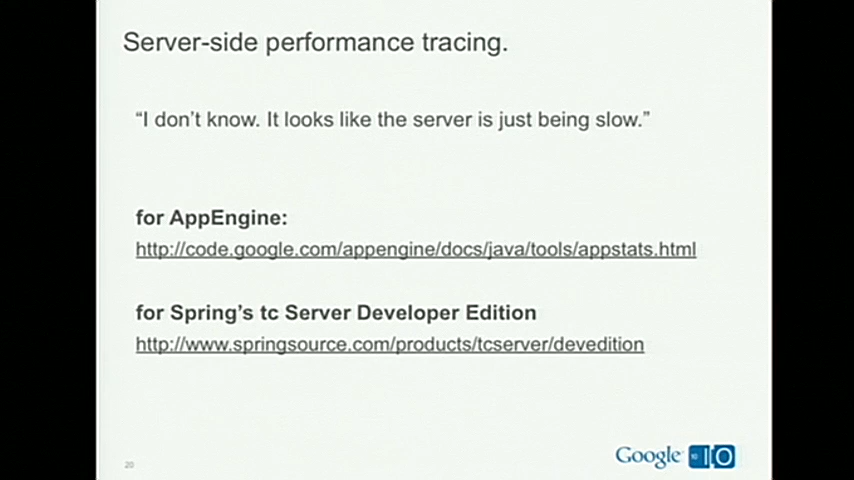 Server-side performance tracing.
“I don’t know. It looks like the server is just being slow.”
for AppEngine:
http://code.google.com/appengine/docs/java/tools/appstats.html
for Spring’s tc Server Developer Edition
http://www.springsource.com/products/tcserver/devedition
20
Google 10 IO